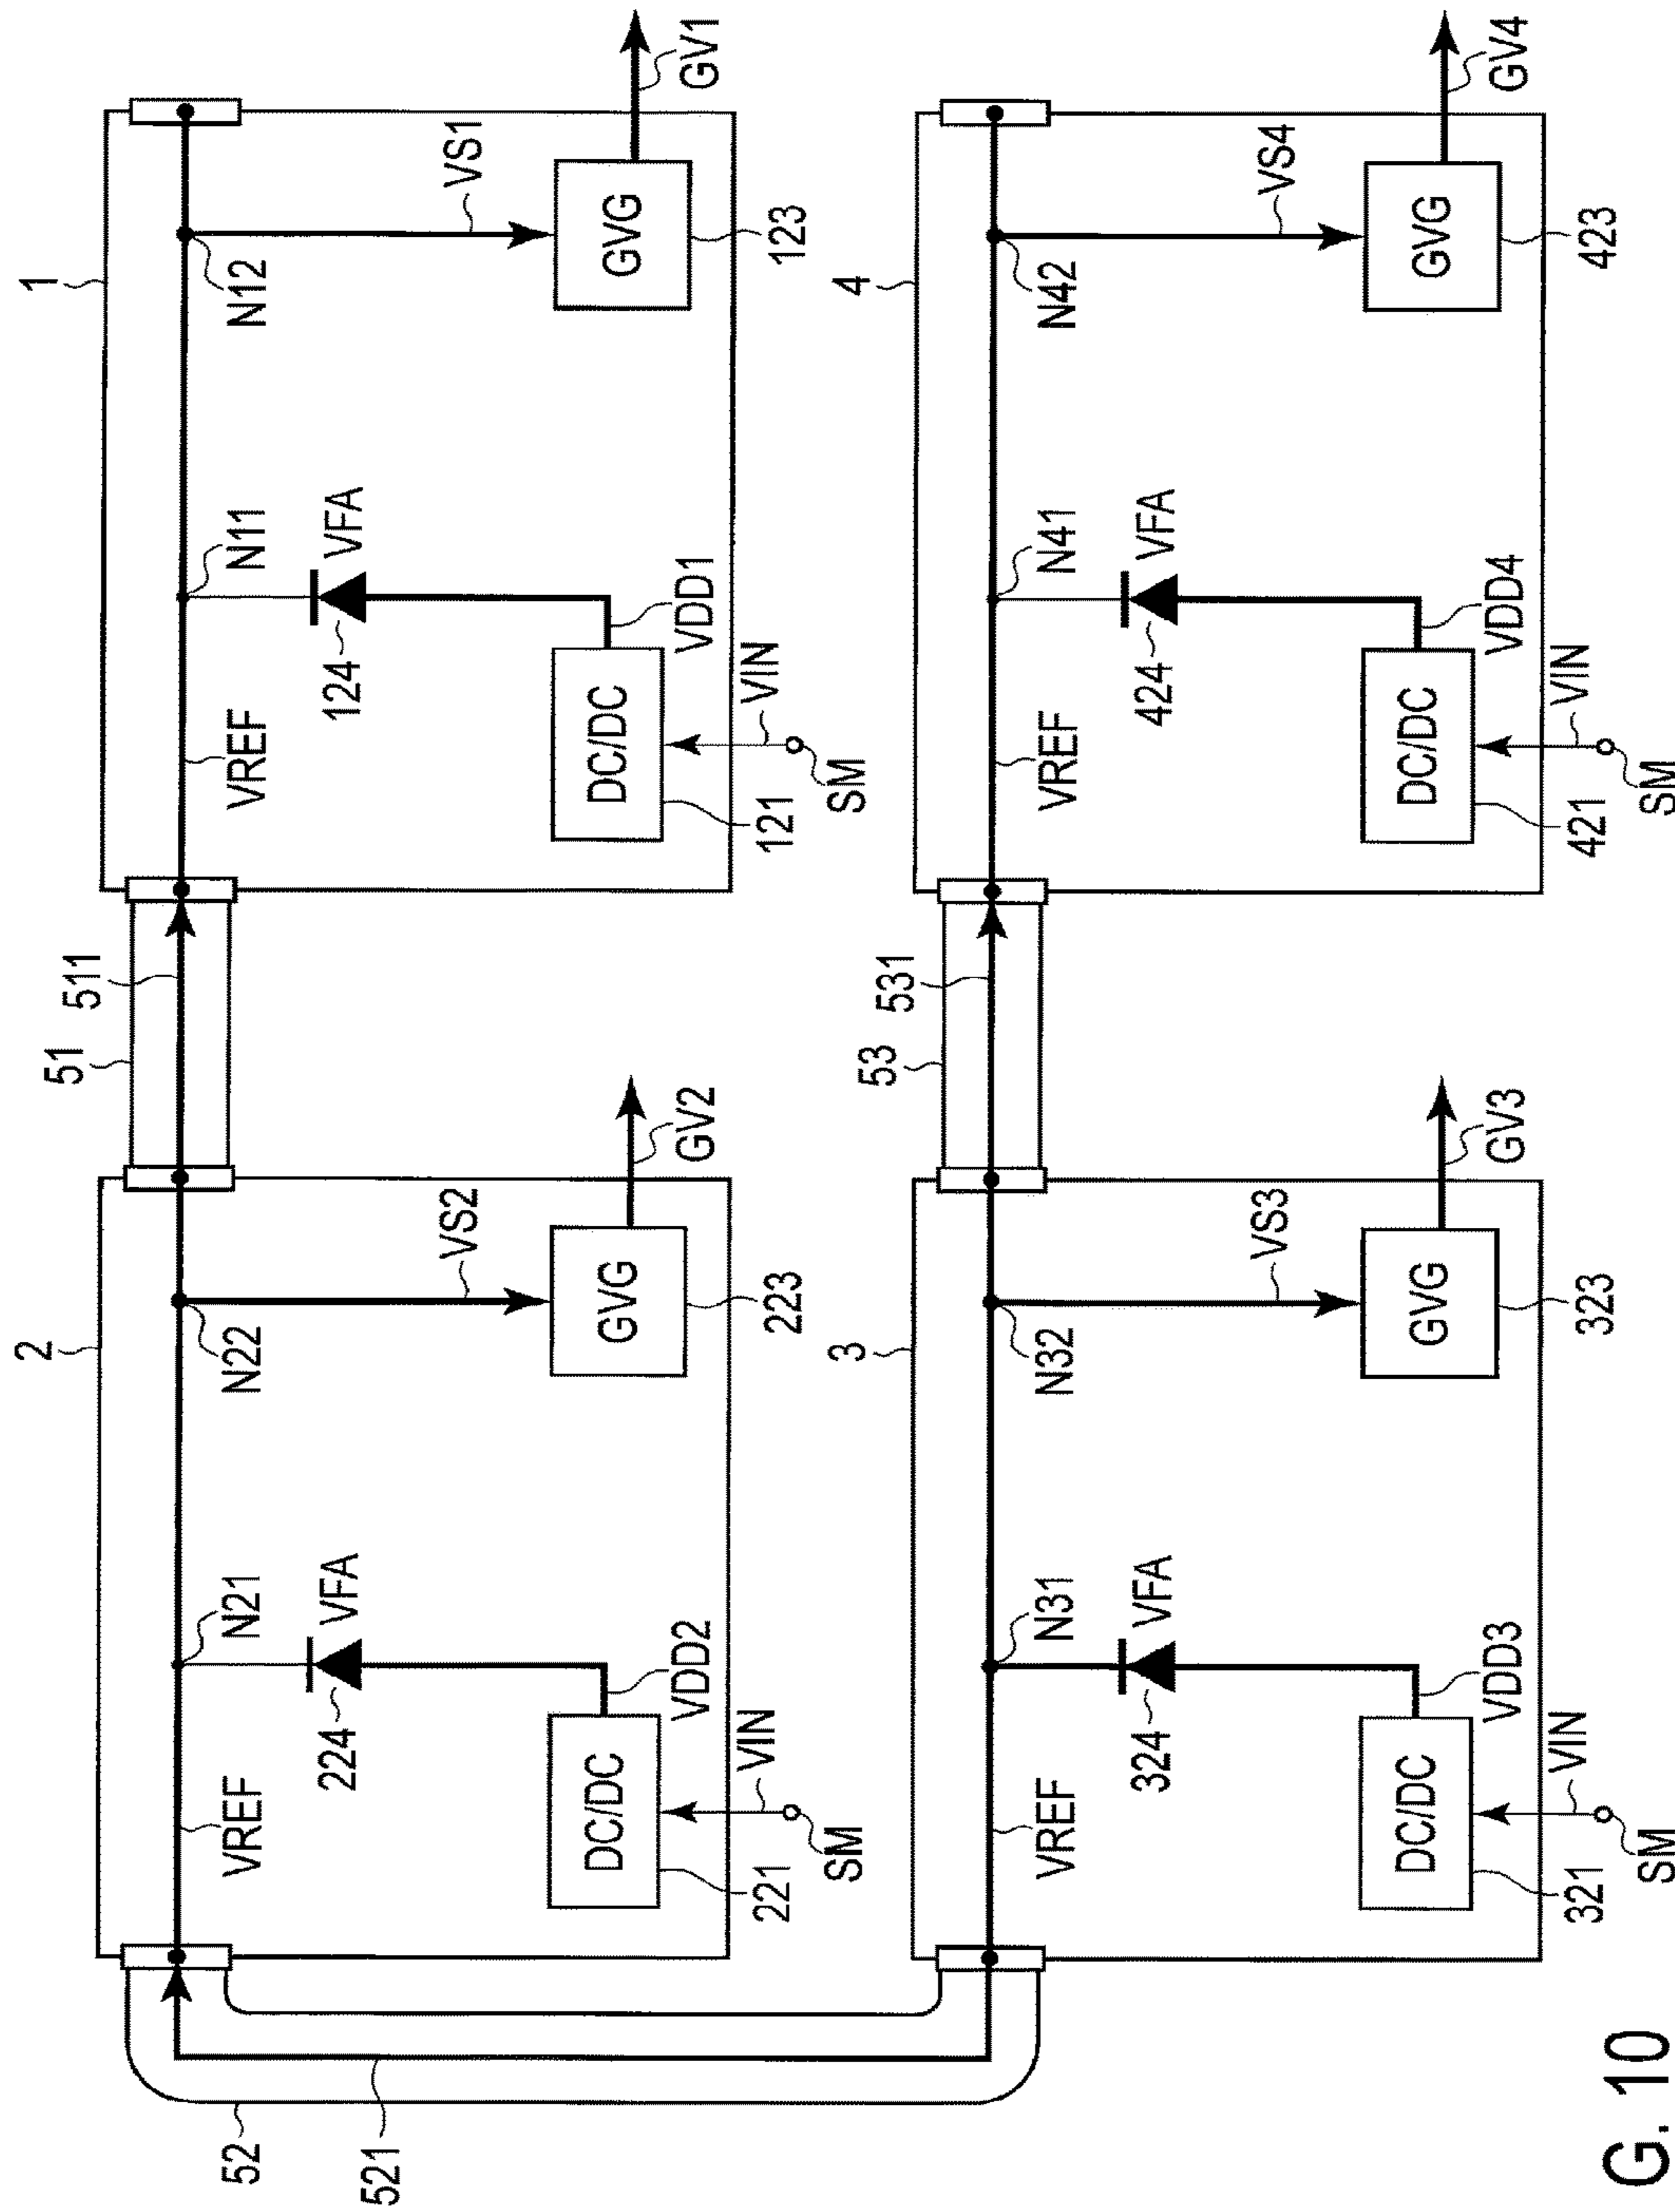 1
GV1
VS1
N12
GVG
123
N11
VFA
124
VREF
VDD1
DC/DC
121
VIN
SM
511
51
2
GV2
VS2
N22
GVG
223
N21
VFA
224
VREF
VDD2
DC/DC
221
VIN
SM
52
521
3
GV3
VS3
N32
GVG
323
N31
VFA
324
VREF
VDD3
DC/DC
321
VIN
SM
531
53
4
GV4
VS4
N42
GVG
423
N41
VFA
424
VREF
VDD4
DC/DC
421
VIN
SM
G. 10